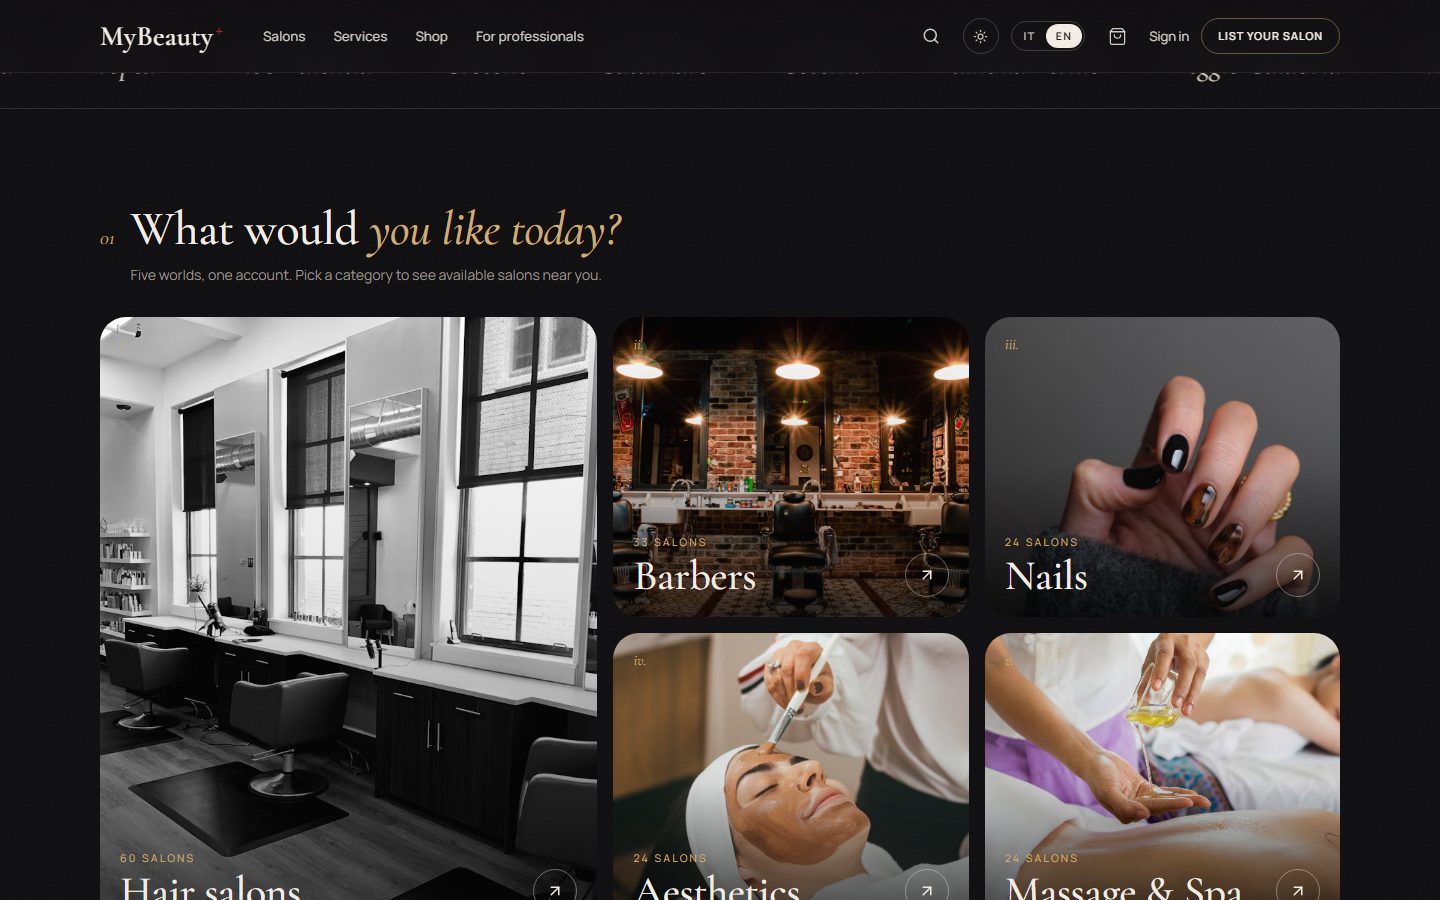 MyBeauty+
Salons
Services
Shop
For professionals
IT
EN
Sign in
LIST YOUR SALON
01
What would you like today?
Five worlds, one account. Pick a category to see available salons near you.
ii.
33 SALONS
Barbers
iii.
24 SALONS
Nails
60 SALONS
Hair salons
iv.
24 SALONS
Aesthetics
24 SALONS
Massage & Spa